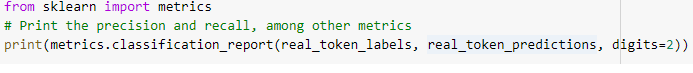 from sklearn import metrics
# Print the precision and recall, among other metrics
print(metrics.classification_report(real_token_labels, real_token_predictions, digits=2))